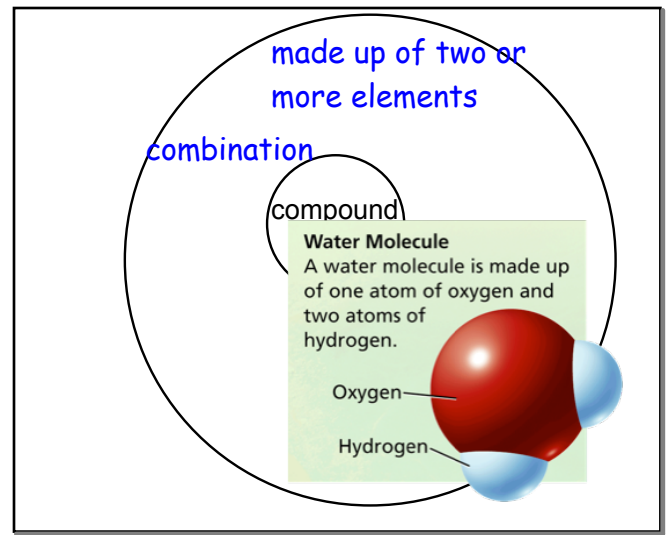 made up of two or
more elements
combination
compound
Water Molecule
A water molecule is made up
of one atom of oxygen and
two atoms of
hydrogen.
Oxygen
Hydrogen